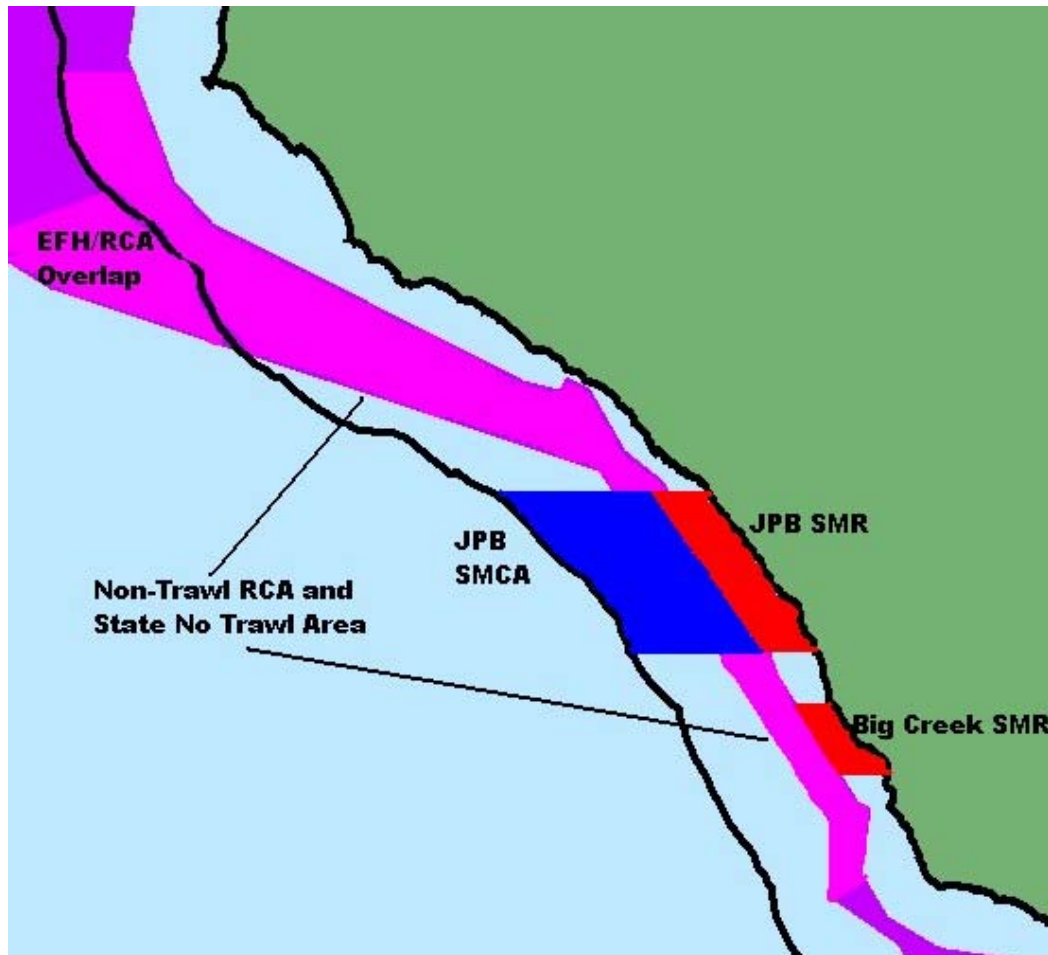 EFH/RCA
Overlap
JPB SMR
JPB
SMCA
Non-Trawl RCA and
State No Trawl Area
Big Creek SMR